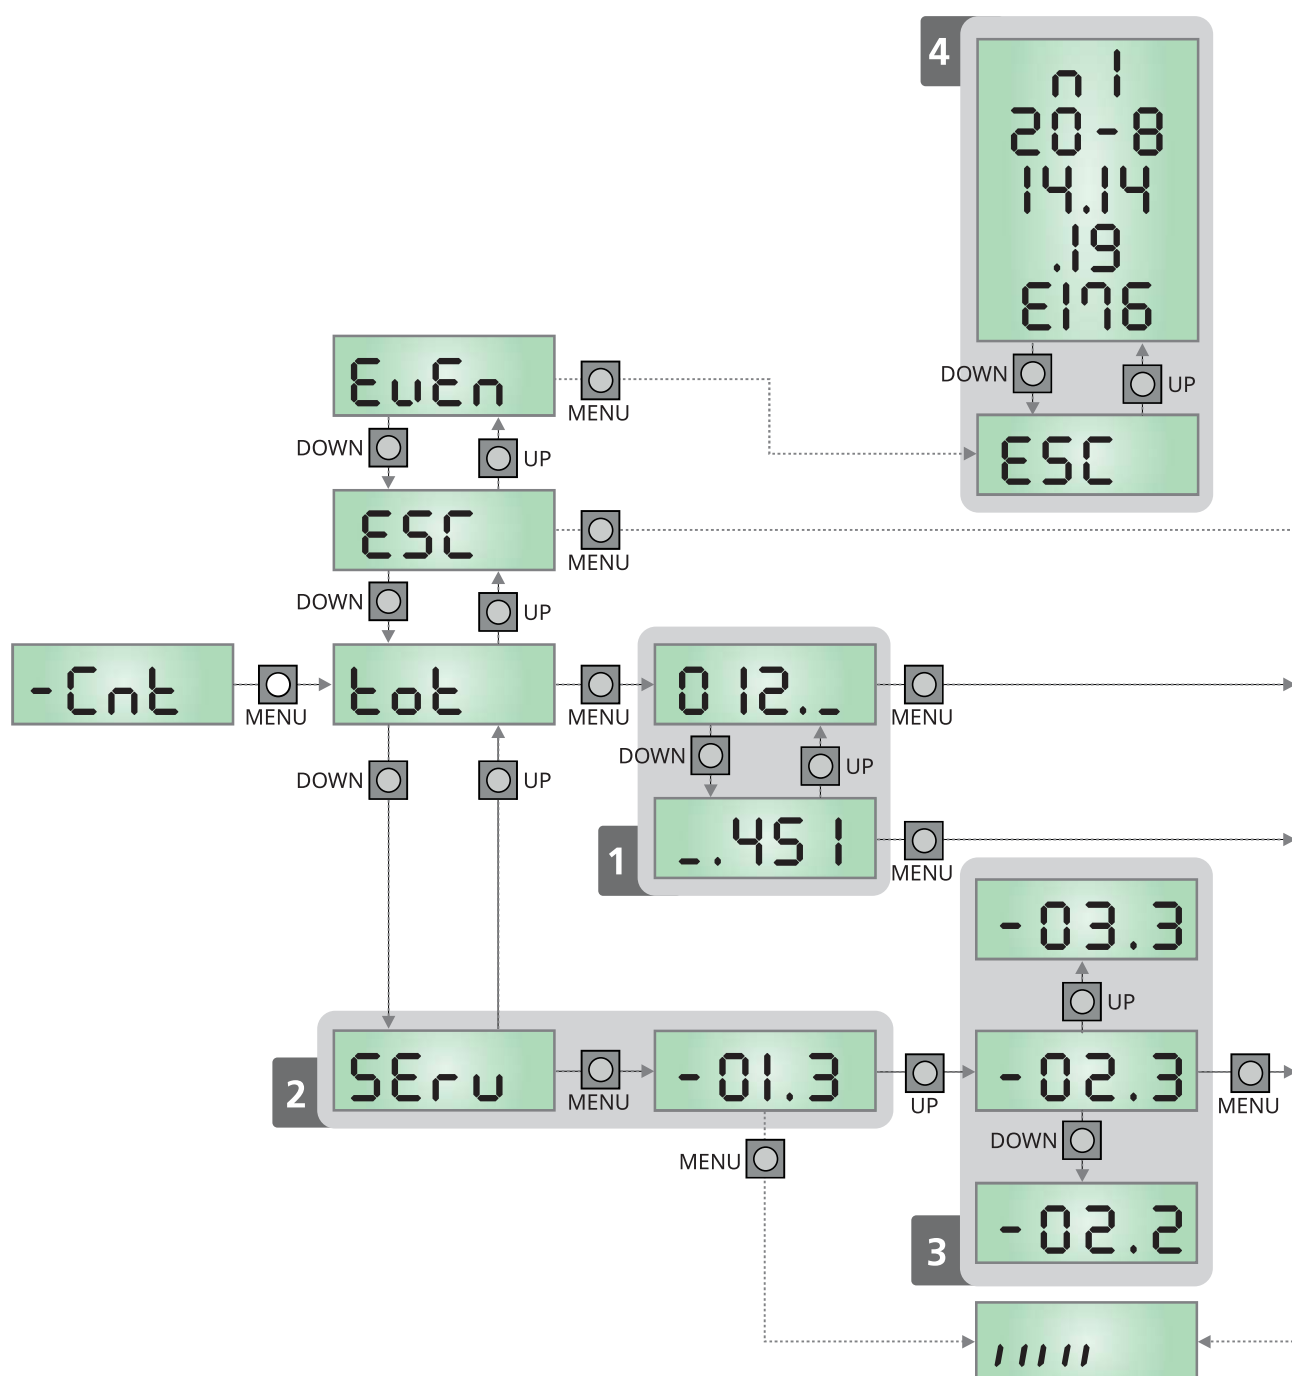 4
n 1
20-8
14.14
.19
E176
DOWN
UP
ESC
EvEn
MENU
DOWN
UP
ESC
MENU
DOWN
UP
-Cnt
MENU
tot
MENU
012._
MENU
DOWN
UP
DOWN
UP
1
_.451
MENU
-03.3
UP
2
SErv
MENU
-01.3
UP
-02.3
MENU
DOWN
MENU
3
-02.2